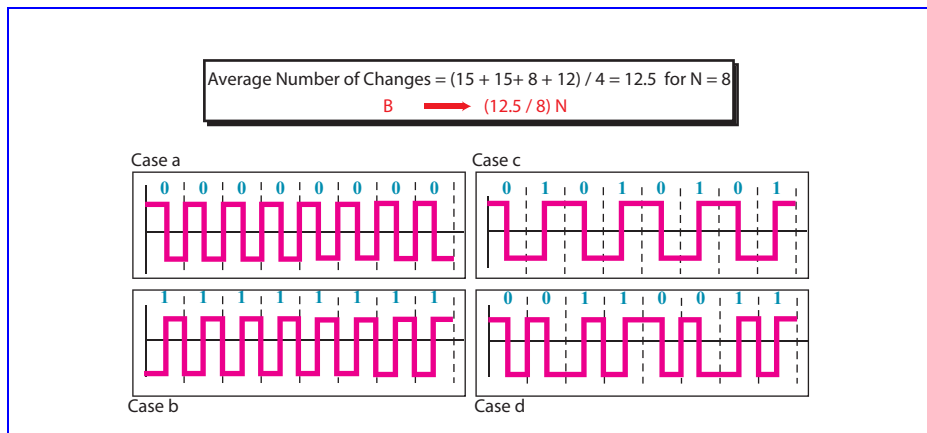 Average Number of Changes = (15 + 15+ 8 + 12) / 4 = 12.5 for N = 8
B (12.5 / 8) N
Case a
0 0 0 0 0 0 0 0
Case c
0 1 0 1 0 1 0 1
1 1 1 1 1 1 1 1
Case b
0 0 1 1 0 0 1 1
Case d